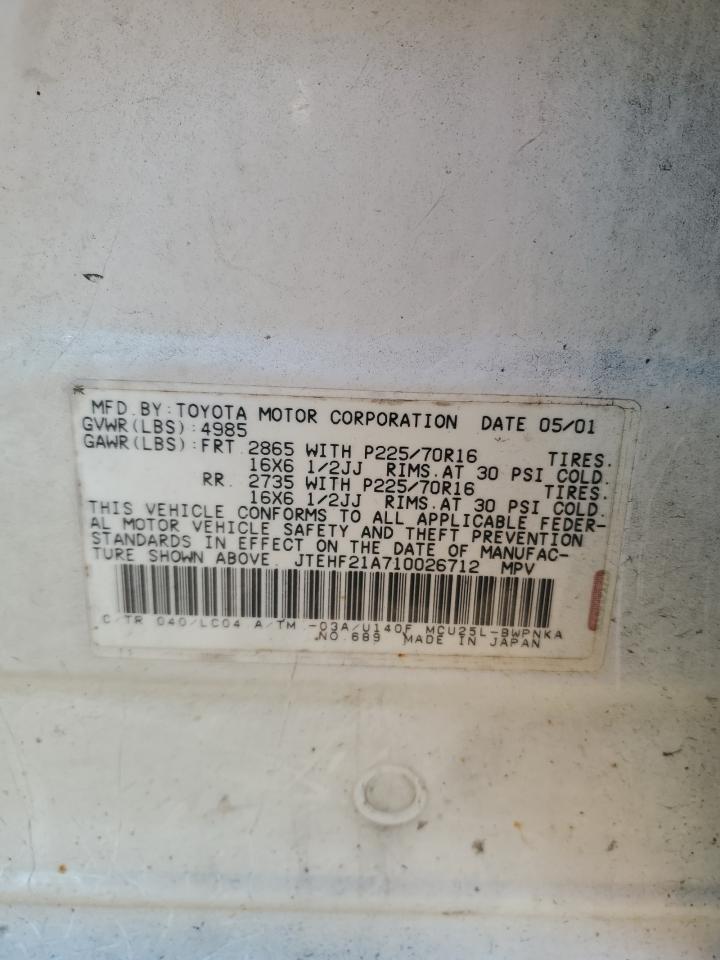 MFD. BY: TOYOTA MOTOR CORPORATION DATE 05/01
GVWR(LBS): 4985
GAWR(LBS): FRT. 2865 WITH P225/70R16 TIRES.
16X6 1/2JJ RIMS. AT 30 PSI COLD.
RR. 2735 WITH P225/70R16 TIRES.
16X6 1/2JJ RIMS. AT 30 PSI COLD.
THIS VEHICLE CONFORMS TO ALL APPLICABLE FEDER-
AL MOTOR VEHICLE SAFETY AND THEFT PREVENTION
STANDARDS IN EFFECT ON THE DATE OF MANUFAC-
TURE SHOWN ABOVE. JTEHF21A710026712 MPV
C/TR 040/LC04 A/TM -03A/U140F MCU25L-BWPNKA
NO. 689 MADE IN JAPAN